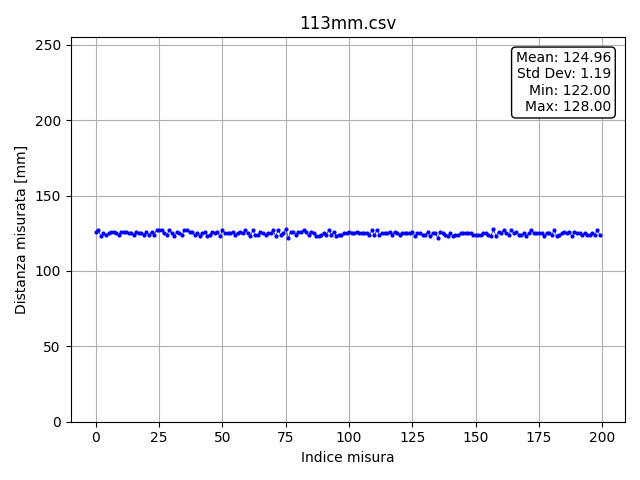 113mm.csv
Mean: 124.96
Std Dev: 1.19
Min: 122.00
Max: 128.00
Distanza misurata [mm]
250
200
150
100
50
0
0 25 50 75 100 125 150 175 200
Indice misura